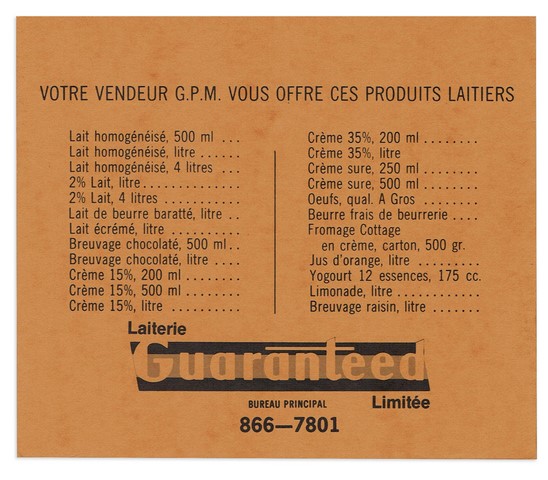 VOTRE VENDEUR G.P.M. VOUS OFFRE CES PRODUITS LAITIERS
Lait homogénéisé, 500 ml ...
Lait homogénéisé, litre ......
Lait homogénéisé, 4 litres ...
2% Lait, litre..............
2% Lait, 4 litres ...........
Lait de beurre baratté, litre ..
Lait écrémé, litre ..........
Breuvage chocolaté, 500 ml..
Breuvage chocolaté, litre ....
Crème 15%, 200 ml .........
Crème 15%, 500 ml .........
Crème 15%, litre ...........
Crème 35%, 200 ml ........
Crème 35%, litre
Crème sure, 250 ml ........
Crème sure, 500 ml ........
Oeufs, qual. A Gros ........
Beurre frais de beurrerie ....
Fromage Cottage
en crème, carton, 500 gr.
Jus d'orange, litre .........
Yogourt 12 essences, 175 cc.
Limonade, litre ............
Breuvage raisin, litre ........
Laiterie
Guaranteed
Limitée
BUREAU PRINCIPAL
866—7801